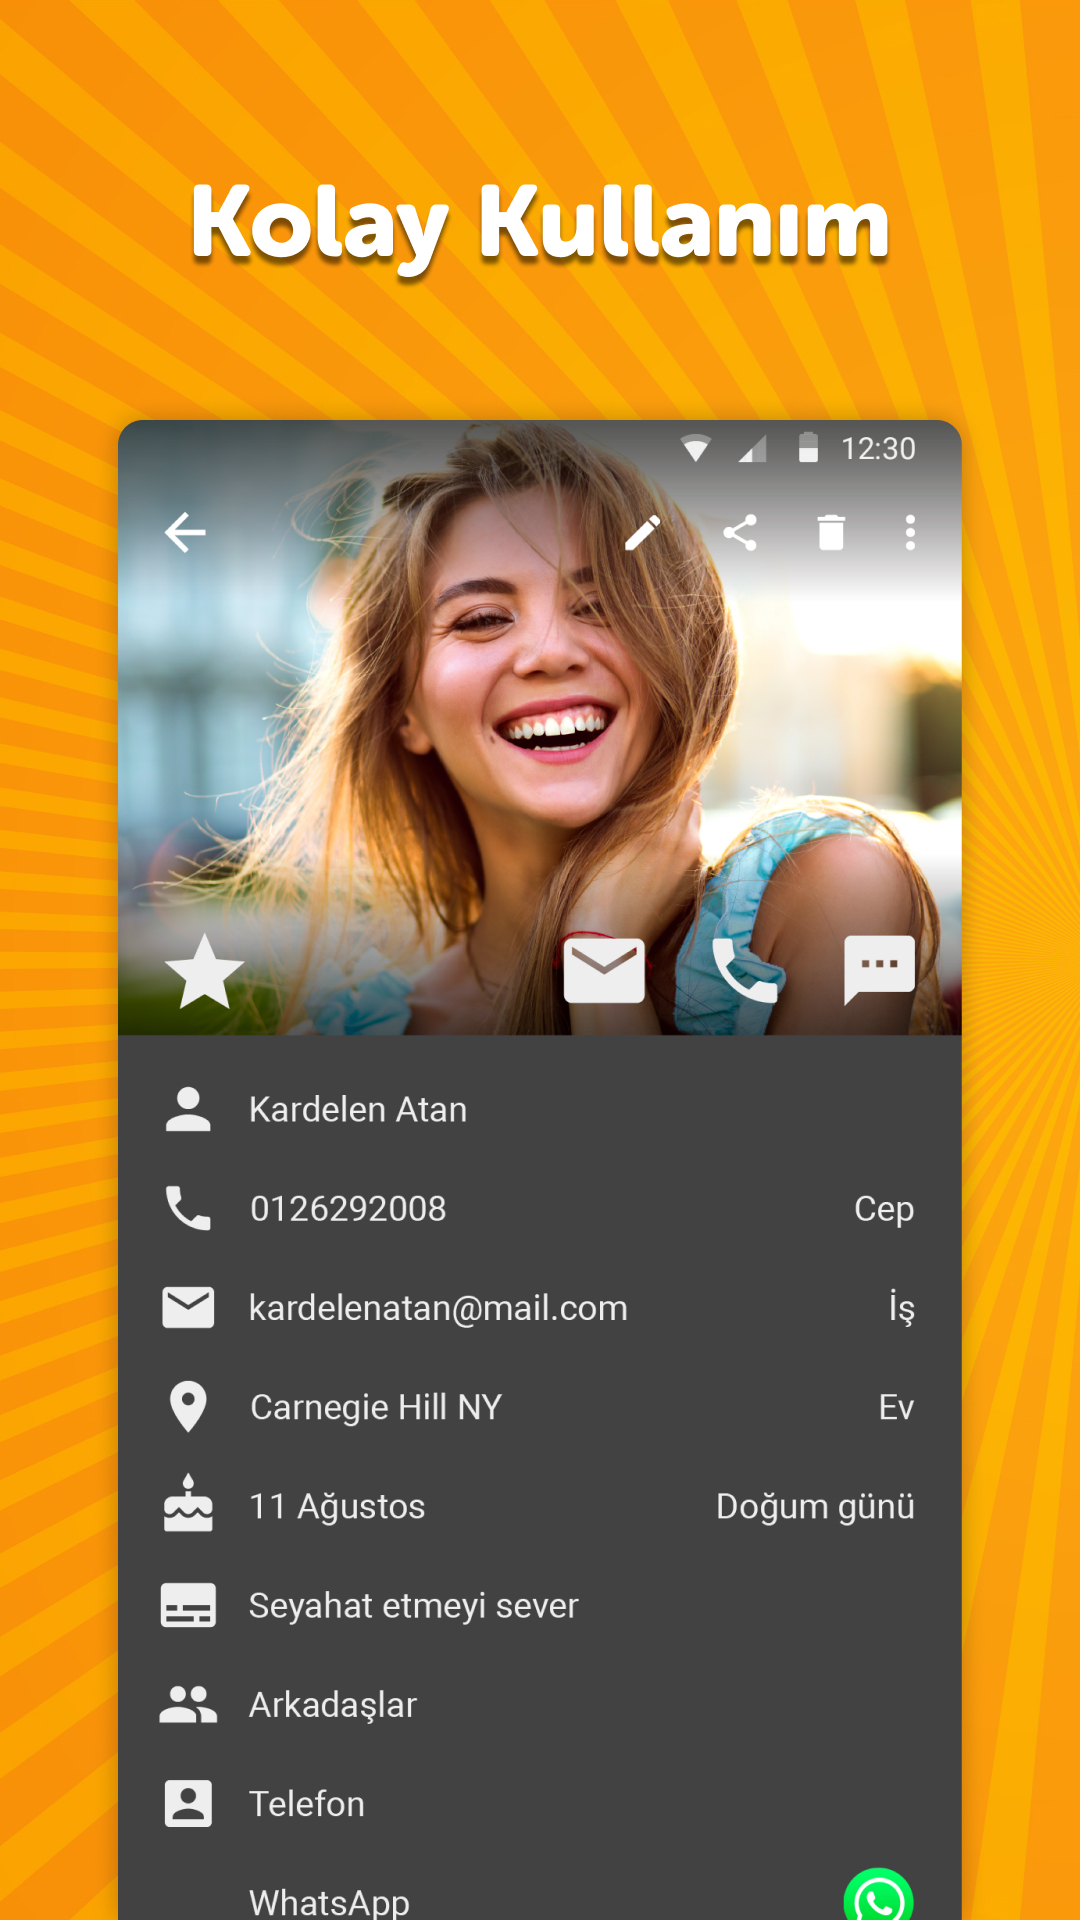 Kolay Kullanım
12:30
Kardelen Atan
0126292008 Cep
kardelenatan@mail.com İş
Carnegie Hill NY Ev
11 Ağustos Doğum günü
Seyahat etmeyi sever
Arkadaşlar
Telefon
WhatsApp